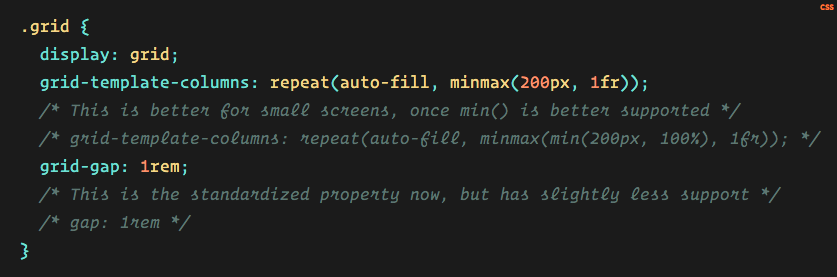 css
.grid {
  display: grid;
  grid-template-columns: repeat(auto-fill, minmax(200px, 1fr));
  /* This is better for small screens, once min() is better supported */
  /* grid-template-columns: repeat(auto-fill, minmax(min(200px, 100%), 1fr)); */
  grid-gap: 1rem;
  /* This is the standardized property now, but has slightly less support */
  /* gap: 1rem */
}